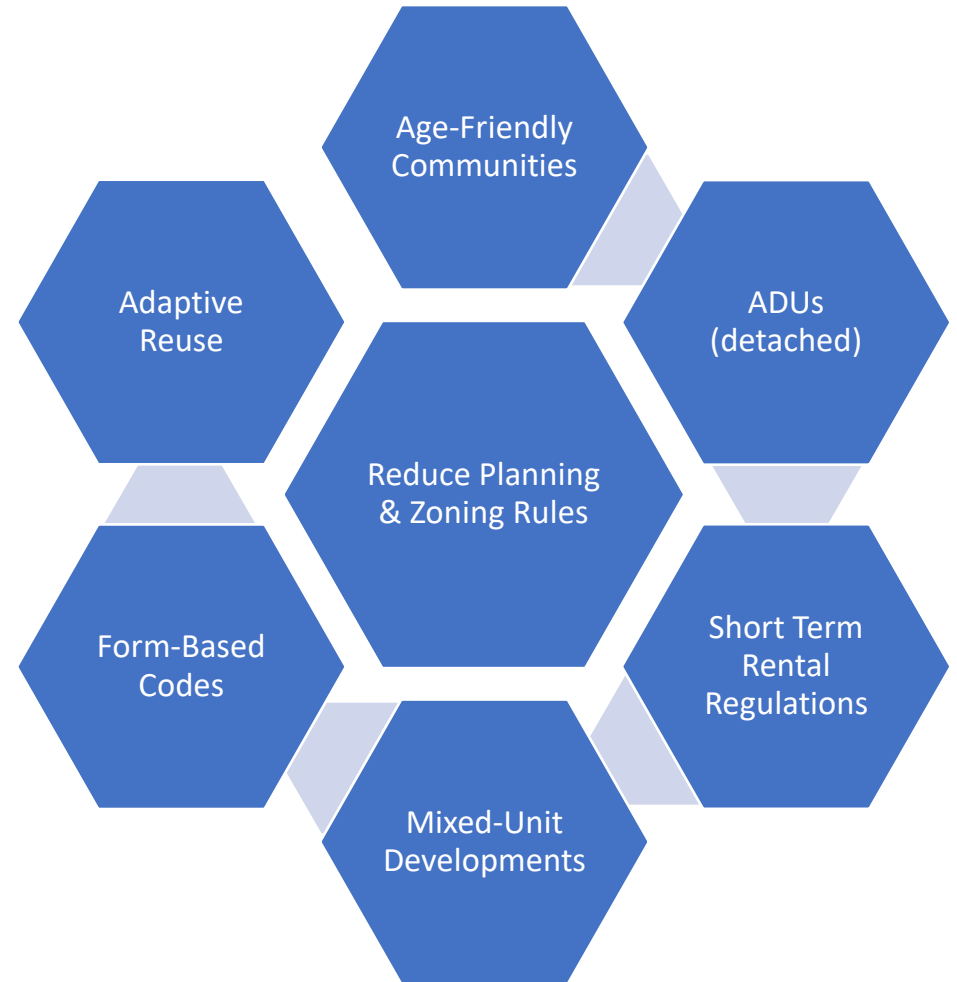 Age-Friendly
Communities
Adaptive
Reuse
ADUs
(detached)
Reduce Planning
& Zoning Rules
Form-Based
Codes
Short Term
Rental
Regulations
Mixed-Unit
Developments